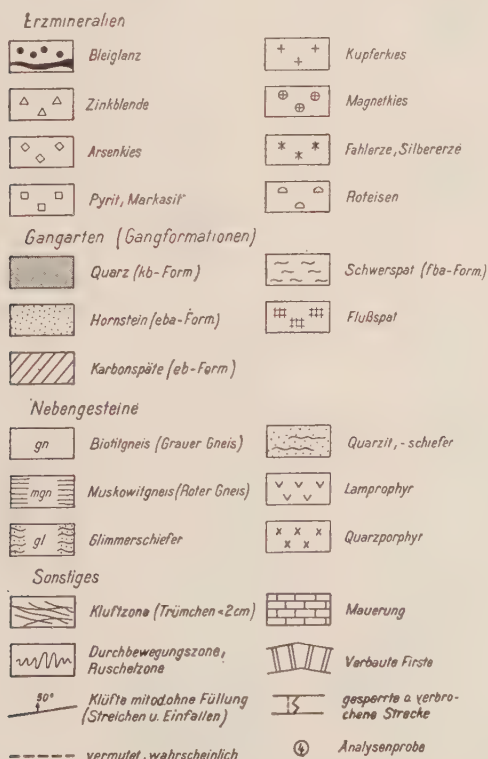 Erzmineralien
Bleiglanz
Kupferkies
Zinkblende
Magnetkies
Arsenkies
Fahlerze, Silbererze
Pyrit, Markasit
Roteisen
Gangarten (Gangformationen)
Quarz (kb-Form)
Schwerspat (fba-Form.)
Hornstein (eba-Form.)
Flußspat
Karbonspäte (eb-Form)
Nebengesteine
gn
Biotitgneis (Grauer Gneis)
Quarzit, -schiefer
mgn
Muskowitgneis (Roter Gneis)
Lamprophyr
gl
Glimmerschiefer
Quarzporphyr
Sonstiges
Kluftzone (Trümchen <2cm)
Mauerung
Durchbewegungszone,
Ruschelzone
Verbaute Firste
50°
Klüfte mit od. ohne Füllung
(Streichen u. Einfallen)
gesperrte o. verbro-
chene Strecke
vermutet, wahrscheinlich
4
Analysenprobe